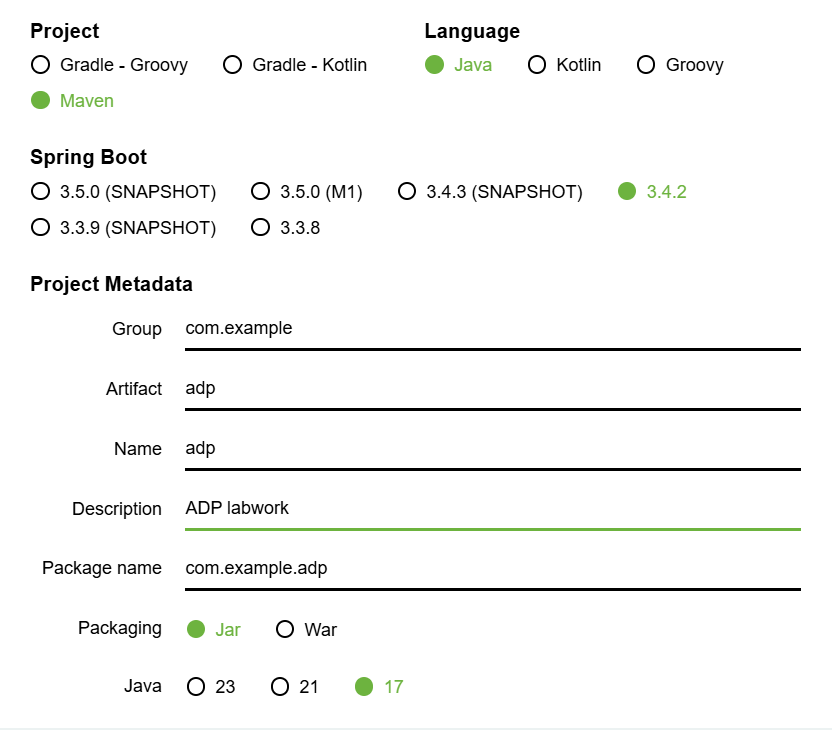 Project
Language
Gradle - Groovy Gradle - Kotlin
Java Kotlin Groovy
Maven
Spring Boot
3.5.0 (SNAPSHOT) 3.5.0 (M1) 3.4.3 (SNAPSHOT) 3.4.2
3.3.9 (SNAPSHOT) 3.3.8
Project Metadata
Group com.example
Artifact adp
Name adp
Description ADP labwork
Package name com.example.adp
Packaging Jar War
Java 23 21 17